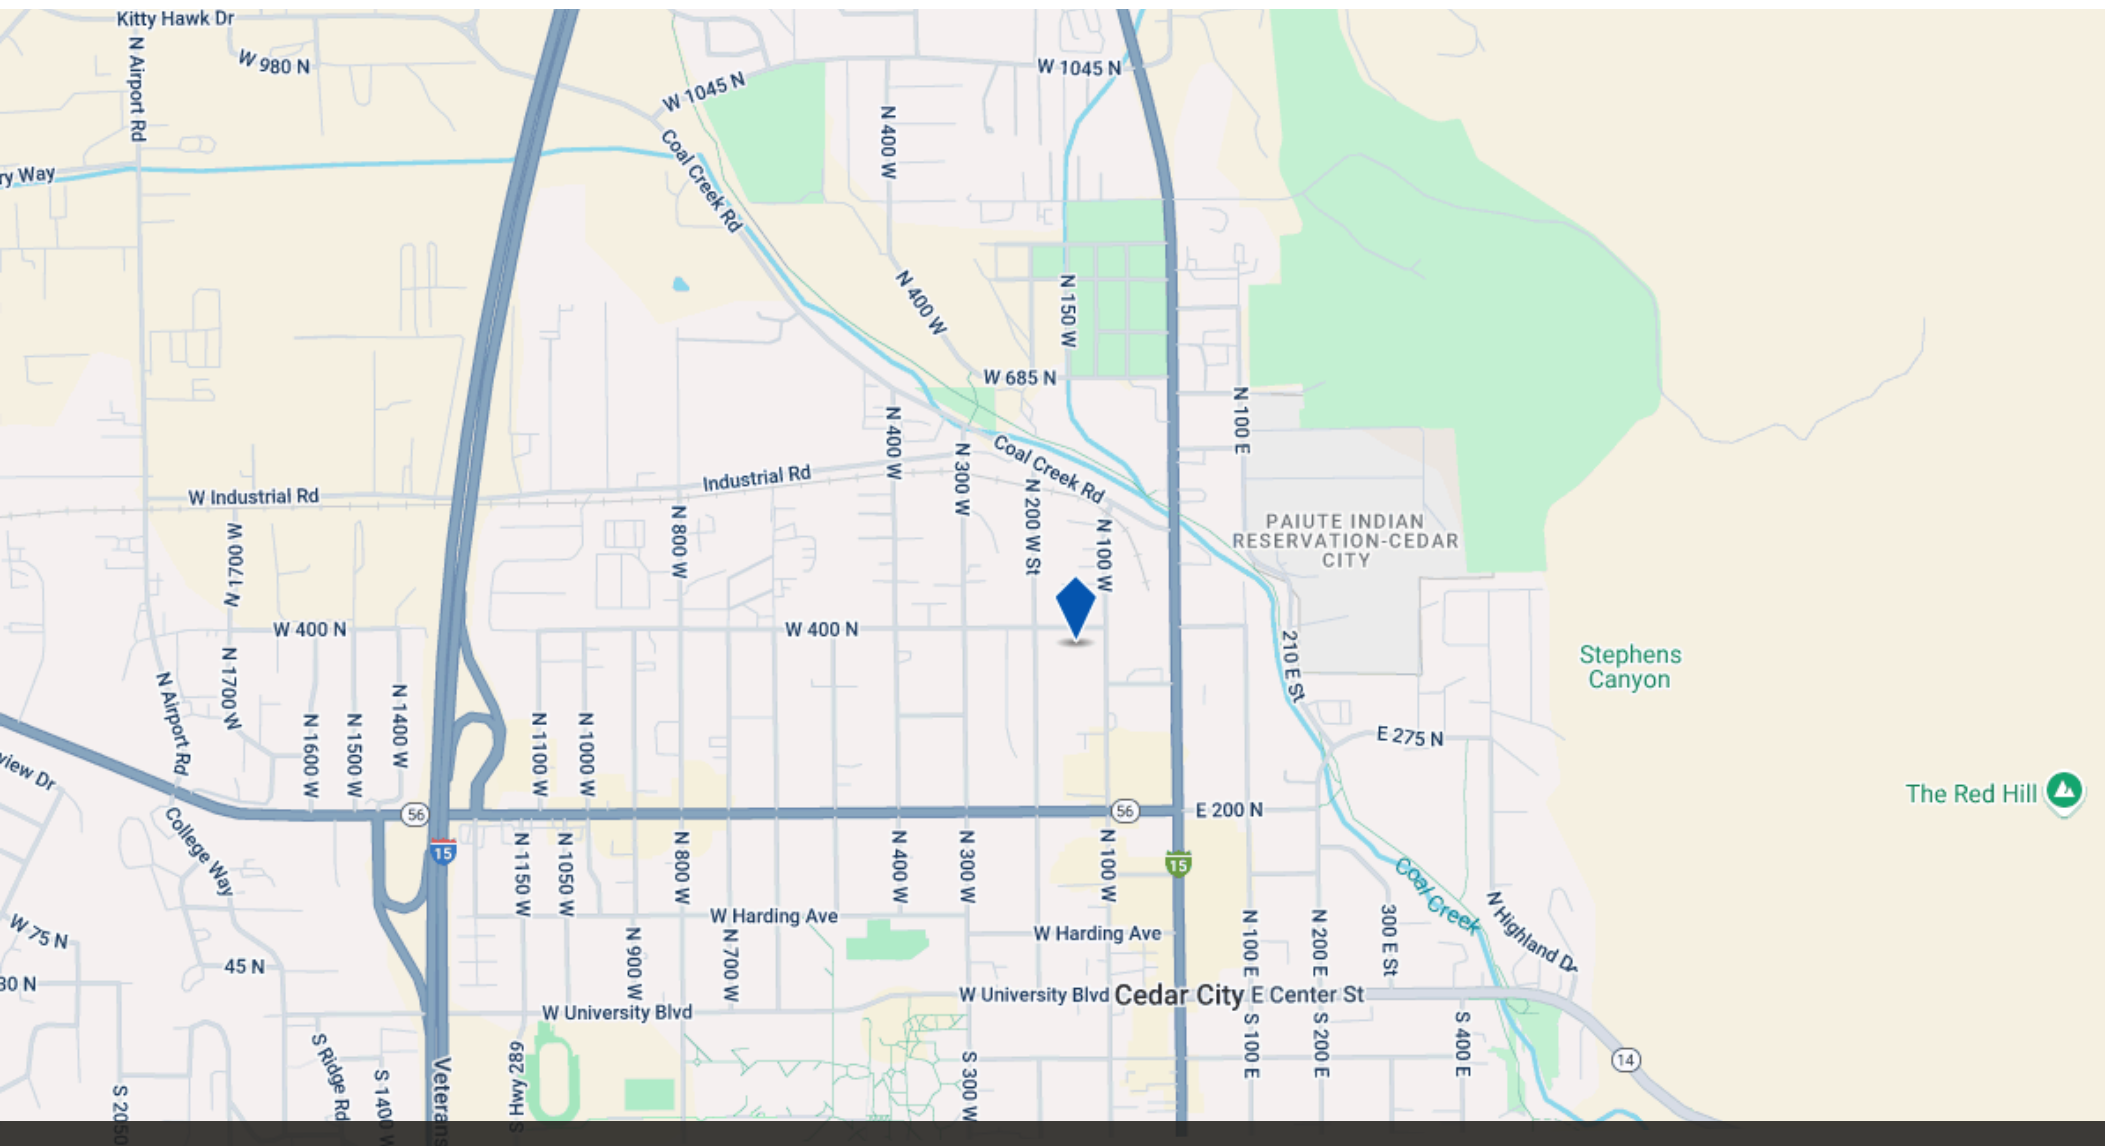 Kitty Hawk Dr
N Airport Rd
W 980 N
W 1045 N
W 1045 N
N 400 W
Coal Creek Rd
ry Way
N 400 W
N 150 W
W 685 N
N 100 E
N 400 W
N 300 W
Coal Creek Rd
Industrial Rd
W Industrial Rd
N 200 W St
N 100 W
N 800 W
N 1700 W
PAIUTE INDIAN
RESERVATION-CEDAR
CITY
W 400 N
W 400 N
210 E St
Stephens
Canyon
N 1700 W
N Airport Rd
N 1400 W
N 1600 W
N 1500 W
N 1100 W
N 1000 W
E 275 N
view Dr
The Red Hill
56
56
E 200 N
15
15
College Way
N 1150 W
N 1050 W
N 800 W
N 400 W
N 300 W
N 100 W
Coal Creek
W Harding Ave
W Harding Ave
N 900 W
N 700 W
N 100 E
N 200 E
300 E St
N Highland Dr
W 75 N
45 N
30 N
W University Blvd
Cedar City
E Center St
W University Blvd
S Ridge Rd
S 1400 W
Veterans
S Hwy 289
S 300 W
S 100 E
S 200 E
S 400 E
14
S 2050